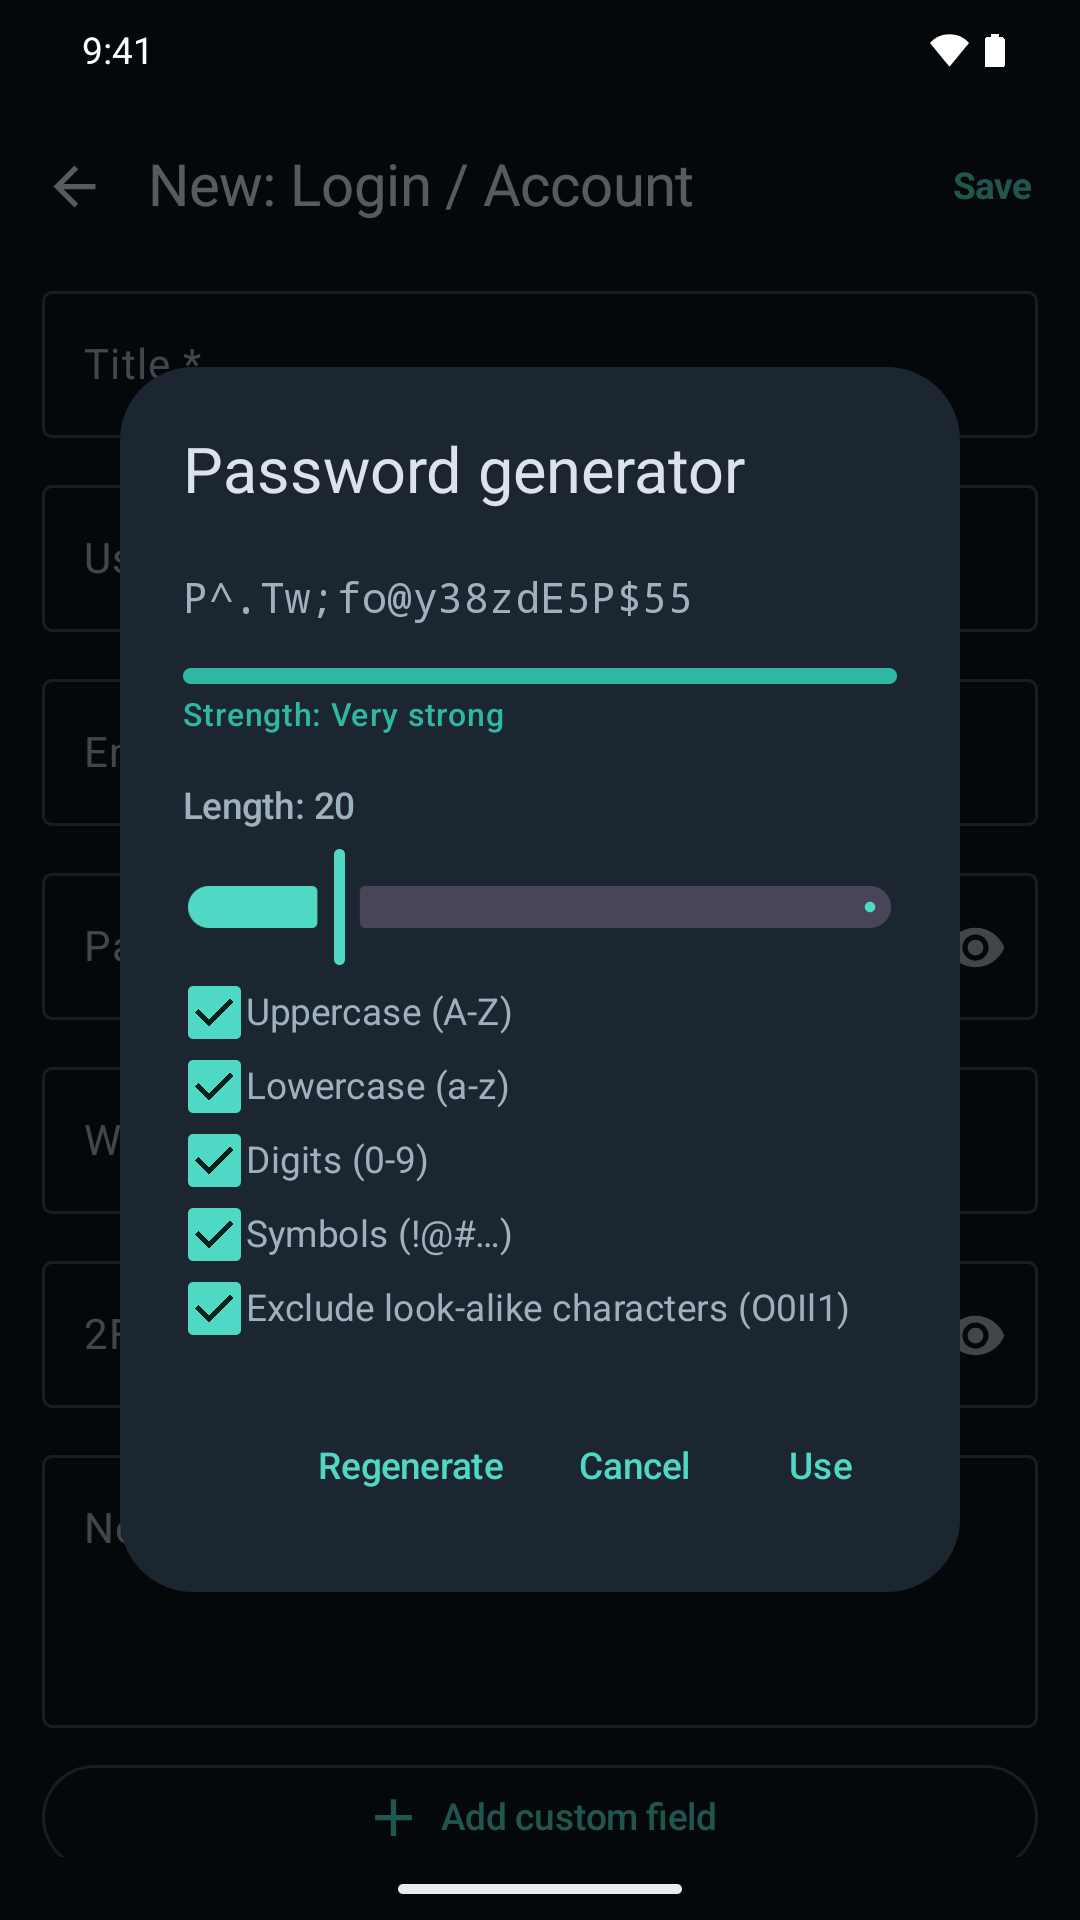 9:41
New: Login / Account
Save
Title *
Password generator
P^.Tw;fo@y38zdE5P$55
Strength: Very strong
Length: 20
Uppercase (A-Z)
Lowercase (a-z)
Digits (0-9)
Symbols (!@#...)
Exclude look-alike characters (O0Il1)
Regenerate
Cancel
Use
Add custom field